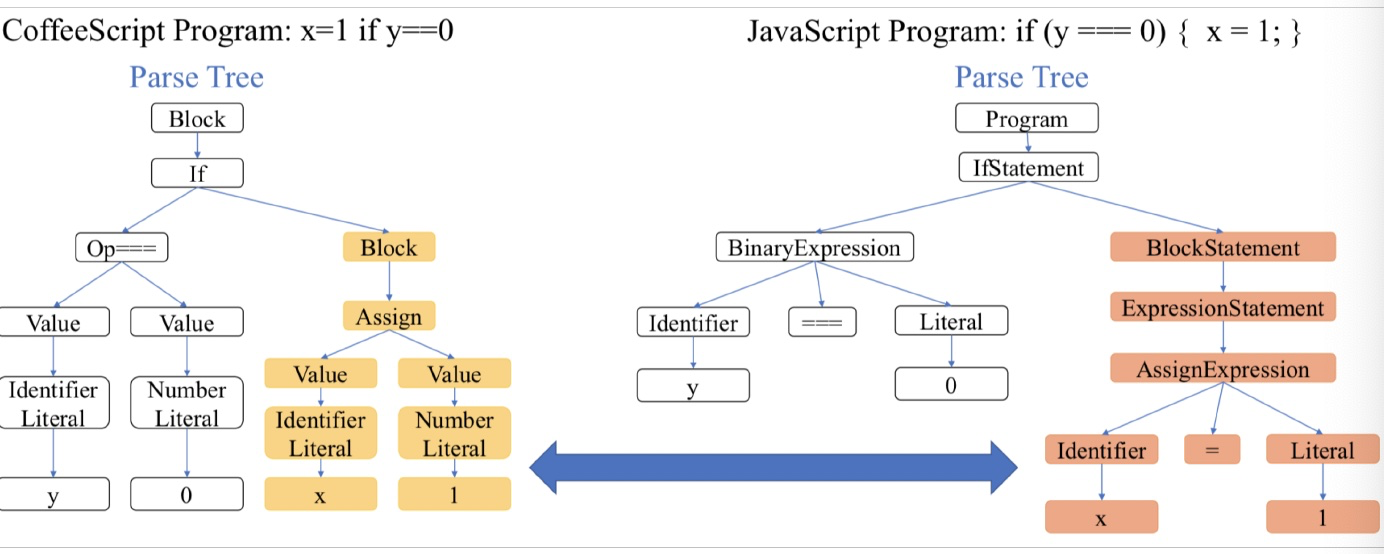 CoffeeScript Program: x=1 if y==0
Parse Tree
Block
If
Op===
Block
Value
Value
Assign
Identifier
Literal
Number
Literal
Value
Value
Identifier
Literal
Number
Literal
y
0
x
1
JavaScript Program: if (y === 0) { x = 1; }
Parse Tree
Program
IfStatement
BinaryExpression
BlockStatement
Identifier
===
Literal
ExpressionStatement
y
0
AssignExpression
Identifier
=
Literal
x
1